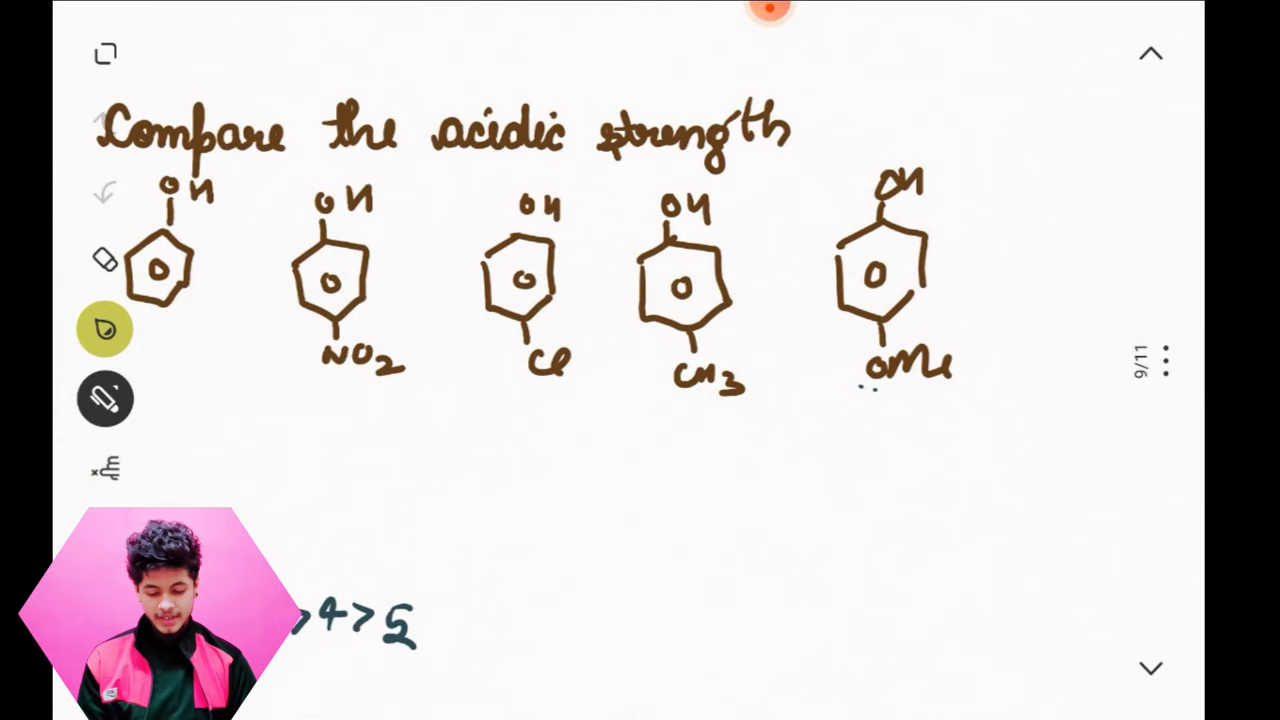 Compare the acidic strength
OH OH OH OH OH
NO2 Cl CH3 OMe
9/11
>4>5